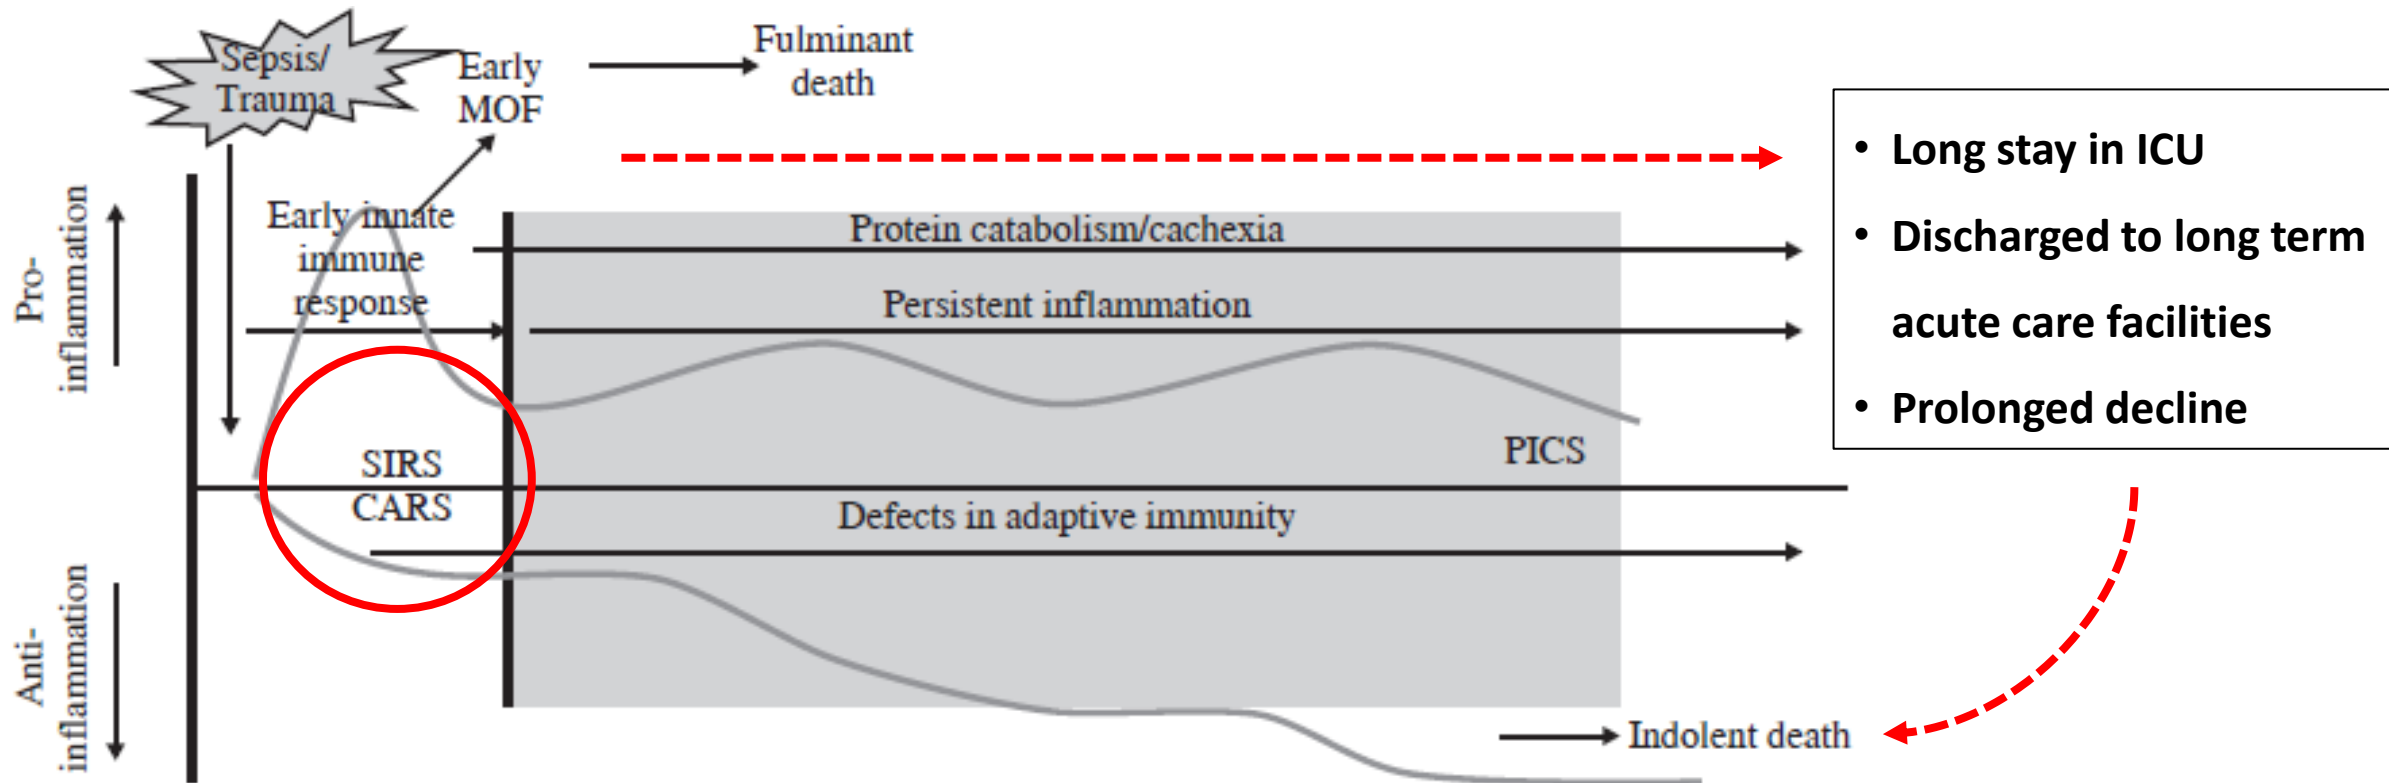 Sepsis/
Trauma
Early
MOF
Fulminant
death
Pro-
inflammation
Early innate
immune
response
Protein catabolism/cachexia
Persistent inflammation
SIRS
CARS
PICS
Defects in adaptive immunity
Anti-
inflammation
Indolent death
• Long stay in ICU
• Discharged to long term
acute care facilities
• Prolonged decline